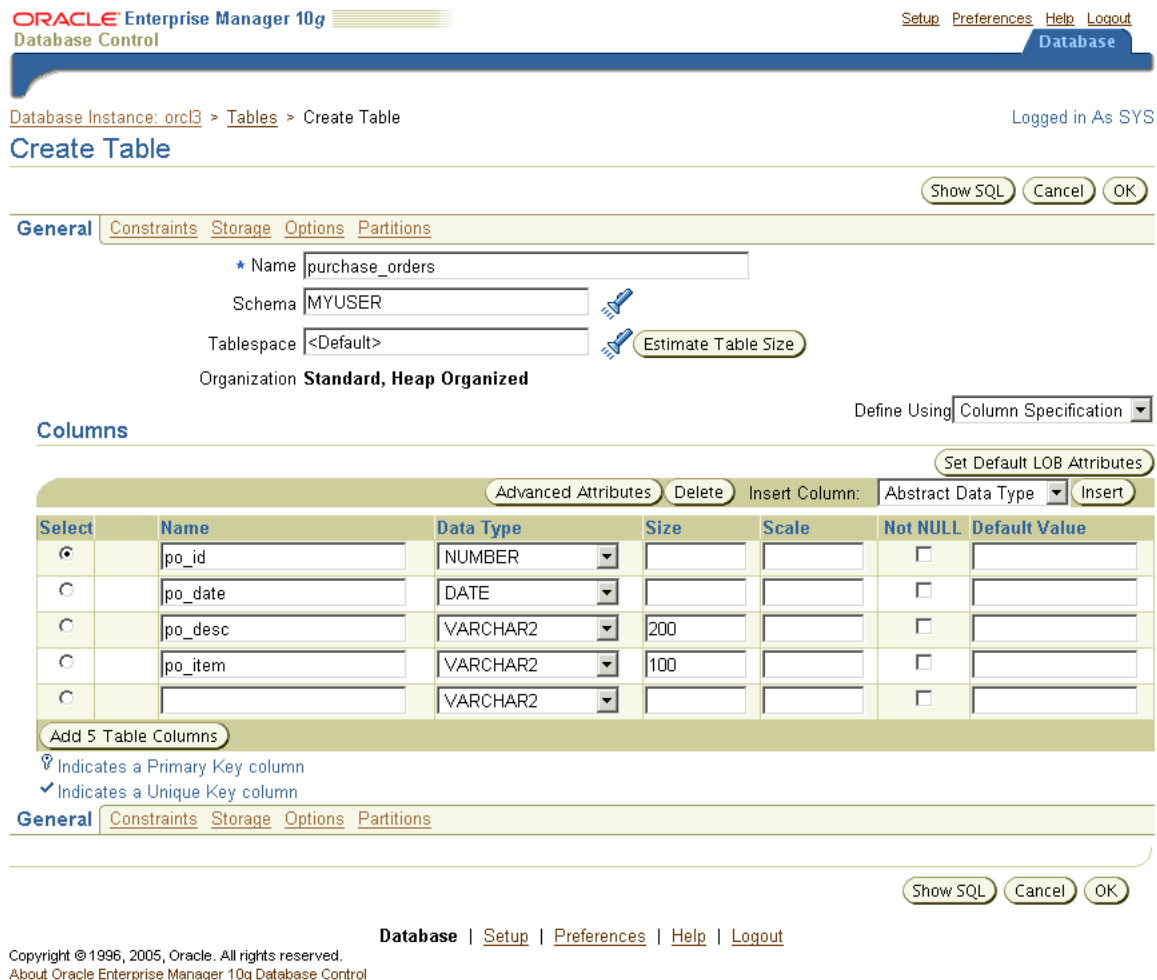 ORACLE Enterprise Manager 10g
Database Control
Setup Preferences Help Logout
Database
Database Instance: orcl3 > Tables > Create Table
Logged in As SYS
Create Table
Show SQL Cancel OK
General Constraints Storage Options Partitions
* Name purchase_orders
Schema MYUSER
Tablespace <Default> Estimate Table Size
Organization Standard, Heap Organized
Define Using Column Specification
Columns
Set Default LOB Attributes
Advanced Attributes Delete Insert Column: Abstract Data Type Insert
Select Name Data Type Size Scale Not NULL Default Value
po_id NUMBER
po_date DATE
po_desc VARCHAR2 200
po_item VARCHAR2 100
VARCHAR2
Add 5 Table Columns
Indicates a Primary Key column
Indicates a Unique Key column
General Constraints Storage Options Partitions
Show SQL Cancel OK
Database | Setup | Preferences | Help | Logout
Copyright © 1996, 2005, Oracle. All rights reserved.
About Oracle Enterprise Manager 10g Database Control